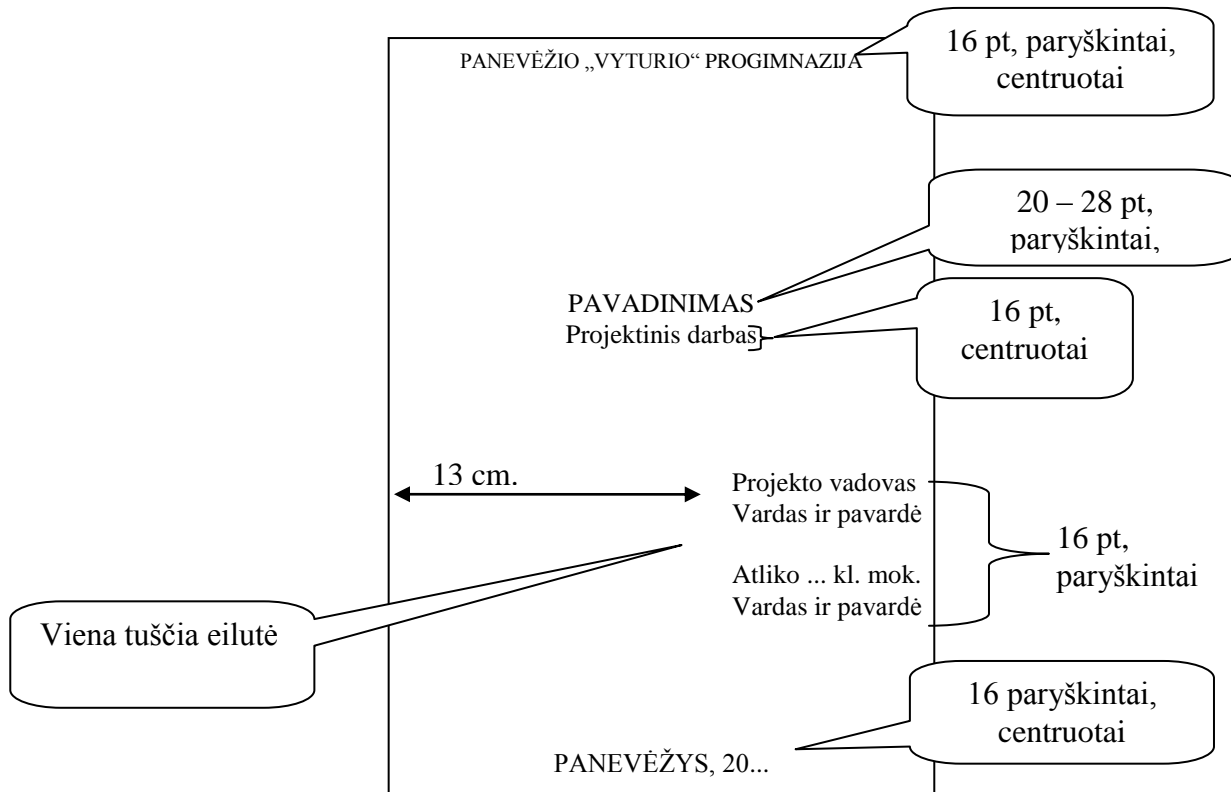 PANEVĖŽIO „VYTURIO“ PROGIMNAZIJA
16 pt, paryškintai,
centruotai
20 – 28 pt,
paryškintai,
PAVADINIMAS
Projektinis darbas
16 pt,
centruotai
13 cm.
Projekto vadovas
Vardas ir pavardė
Atliko ... kl. mok.
Vardas ir pavardė
16 pt,
paryškintai
Viena tuščia eilutė
16 paryškintai,
centruotai
PANEVĖŽYS, 20...